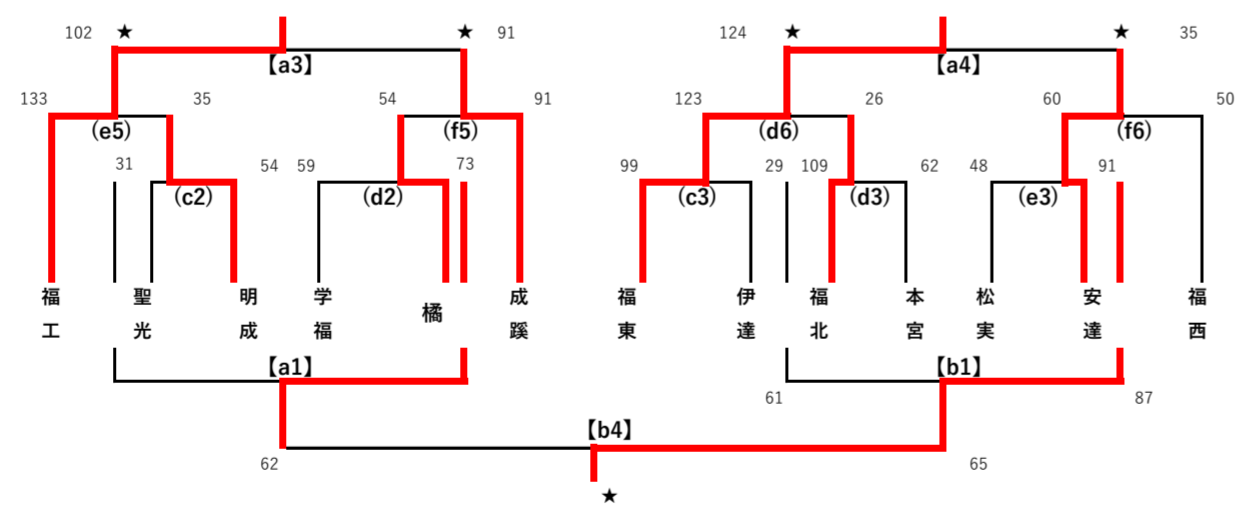 102 ★ ★ 91 124 ★ ★ 35
【a3】 【a4】
133 35 54 91 123 26 60 50
(e5) (f5) (d6) (f6)
31 54 59 73 99 29 109 62 48 91
(c2) (d2) (c3) (d3) (e3)
福工 聖光 明成 学福 橘 成蹊 福東 伊達 福北 本宮 松実 安達 福西
【a1】 【b1】
61 87
【b4】
62 65
★